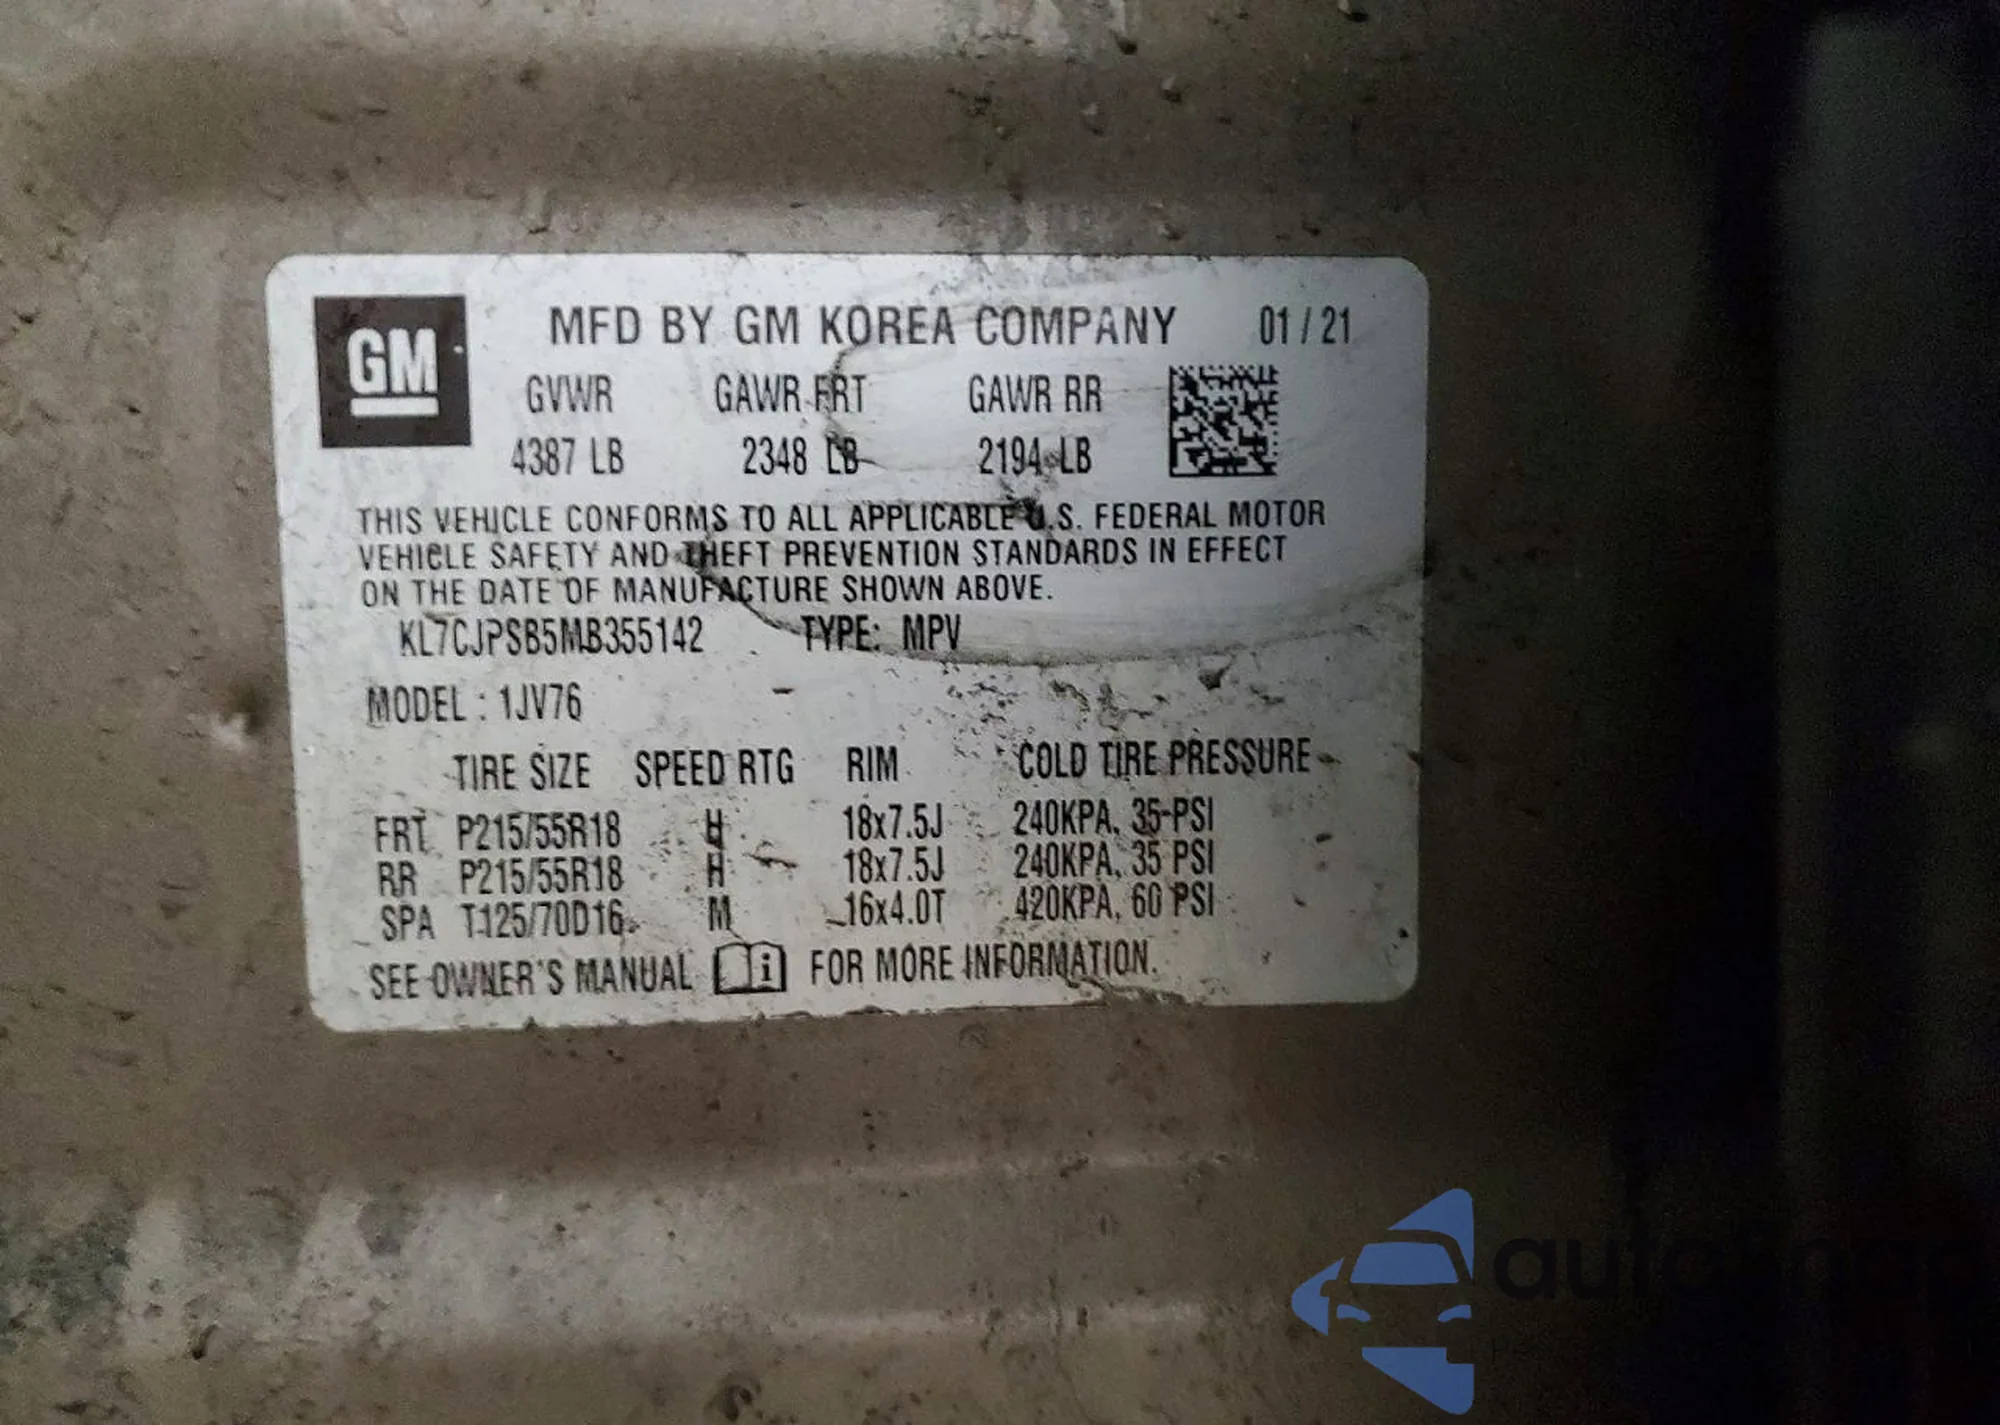 GM
MFD BY GM KOREA COMPANY 01 / 21
GVWR GAWR FRT GAWR RR
4387 LB 2348 LB 2194 LB
THIS VEHICLE CONFORMS TO ALL APPLICABLE U.S. FEDERAL MOTOR
VEHICLE SAFETY AND THEFT PREVENTION STANDARDS IN EFFECT
ON THE DATE OF MANUFACTURE SHOWN ABOVE.
KL7CJPSB5MB355142 TYPE: MPV
MODEL : 1JV76
TIRE SIZE SPEED RTG RIM COLD TIRE PRESSURE
FRT P215/55R18 H 18x7.5J 240KPA, 35 PSI
RR P215/55R18 H 18x7.5J 240KPA, 35 PSI
SPA T125/70D16 M 16x4.0T 420KPA, 60 PSI
SEE OWNER'S MANUAL i FOR MORE INFORMATION.